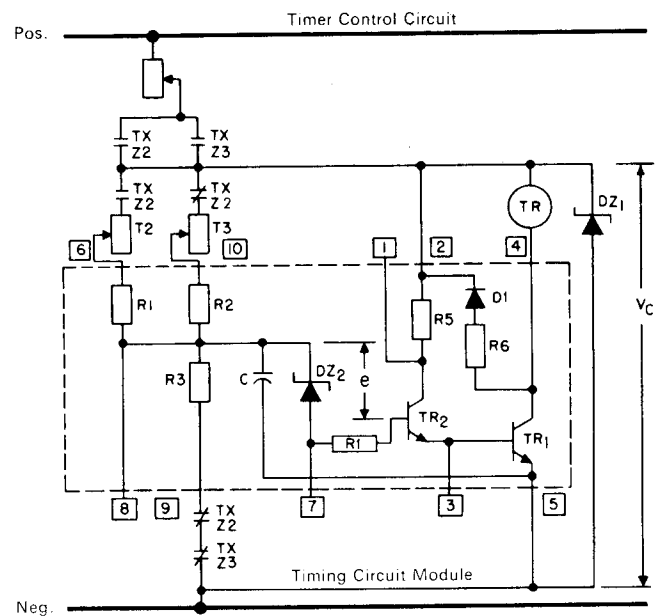 Timer Control Circuit
Pos.
TX
Z2
TX
Z3
TX
Z2
TX
Z2
T2
T3
TR
DZ1
6
10
1
2
4
R1
R2
R5
D1
R6
VC
R3
C
DZ2
e
TR2
TR1
R1
8
9
7
3
5
TX
Z2
TX
Z3
Timing Circuit Module
Neg.